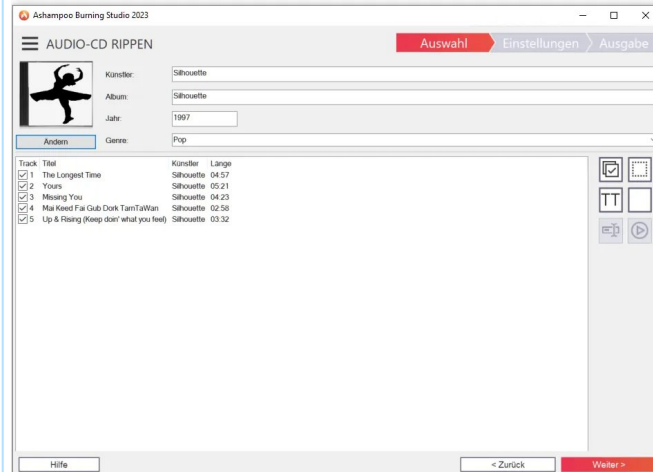 Ashampoo Burning Studio 2023
AUDIO-CD RIPPEN
Auswahl Einstellungen Ausgabe
Künstler: Silhouette
Album: Silhouette
Jahr: 1997
Ändern Genre: Pop
Track Titel Künstler Länge
1 The Longest Time Silhouette 04:57
2 Yours Silhouette 05:21
3 Missing You Silhouette 04:23
4 Mai Keed Fai Gub Dork TamTaWan Silhouette 02:58
5 Up & Rising (Keep doin' what you feel) Silhouette 03:32
TT
Hilfe < Zurück Weiter >